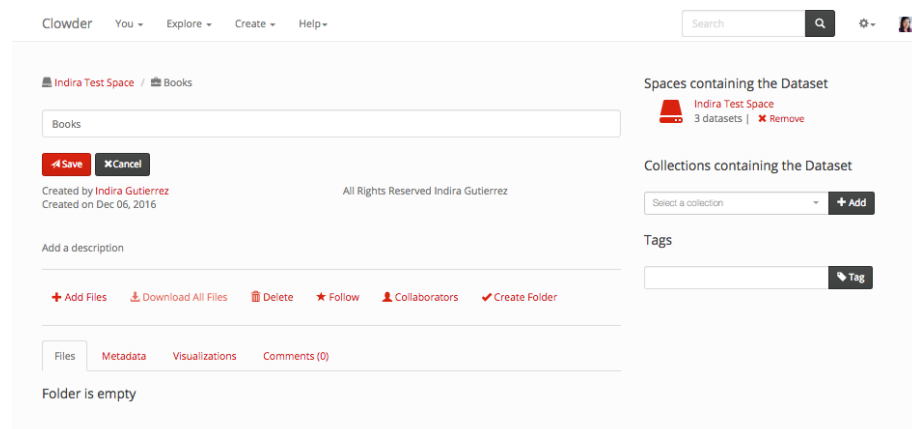 Clowder You Explore Create Help Search
Indira Test Space / Books
Books
Save Cancel
Created by Indira Gutierrez
Created on Dec 06, 2016
All Rights Reserved Indira Gutierrez
Add a description
Add Files Download All Files Delete Follow Collaborators Create Folder
Files Metadata Visualizations Comments (0)
Folder is empty
Spaces containing the Dataset
Indira Test Space
3 datasets | Remove
Collections containing the Dataset
Select a collection Add
Tags
Tag